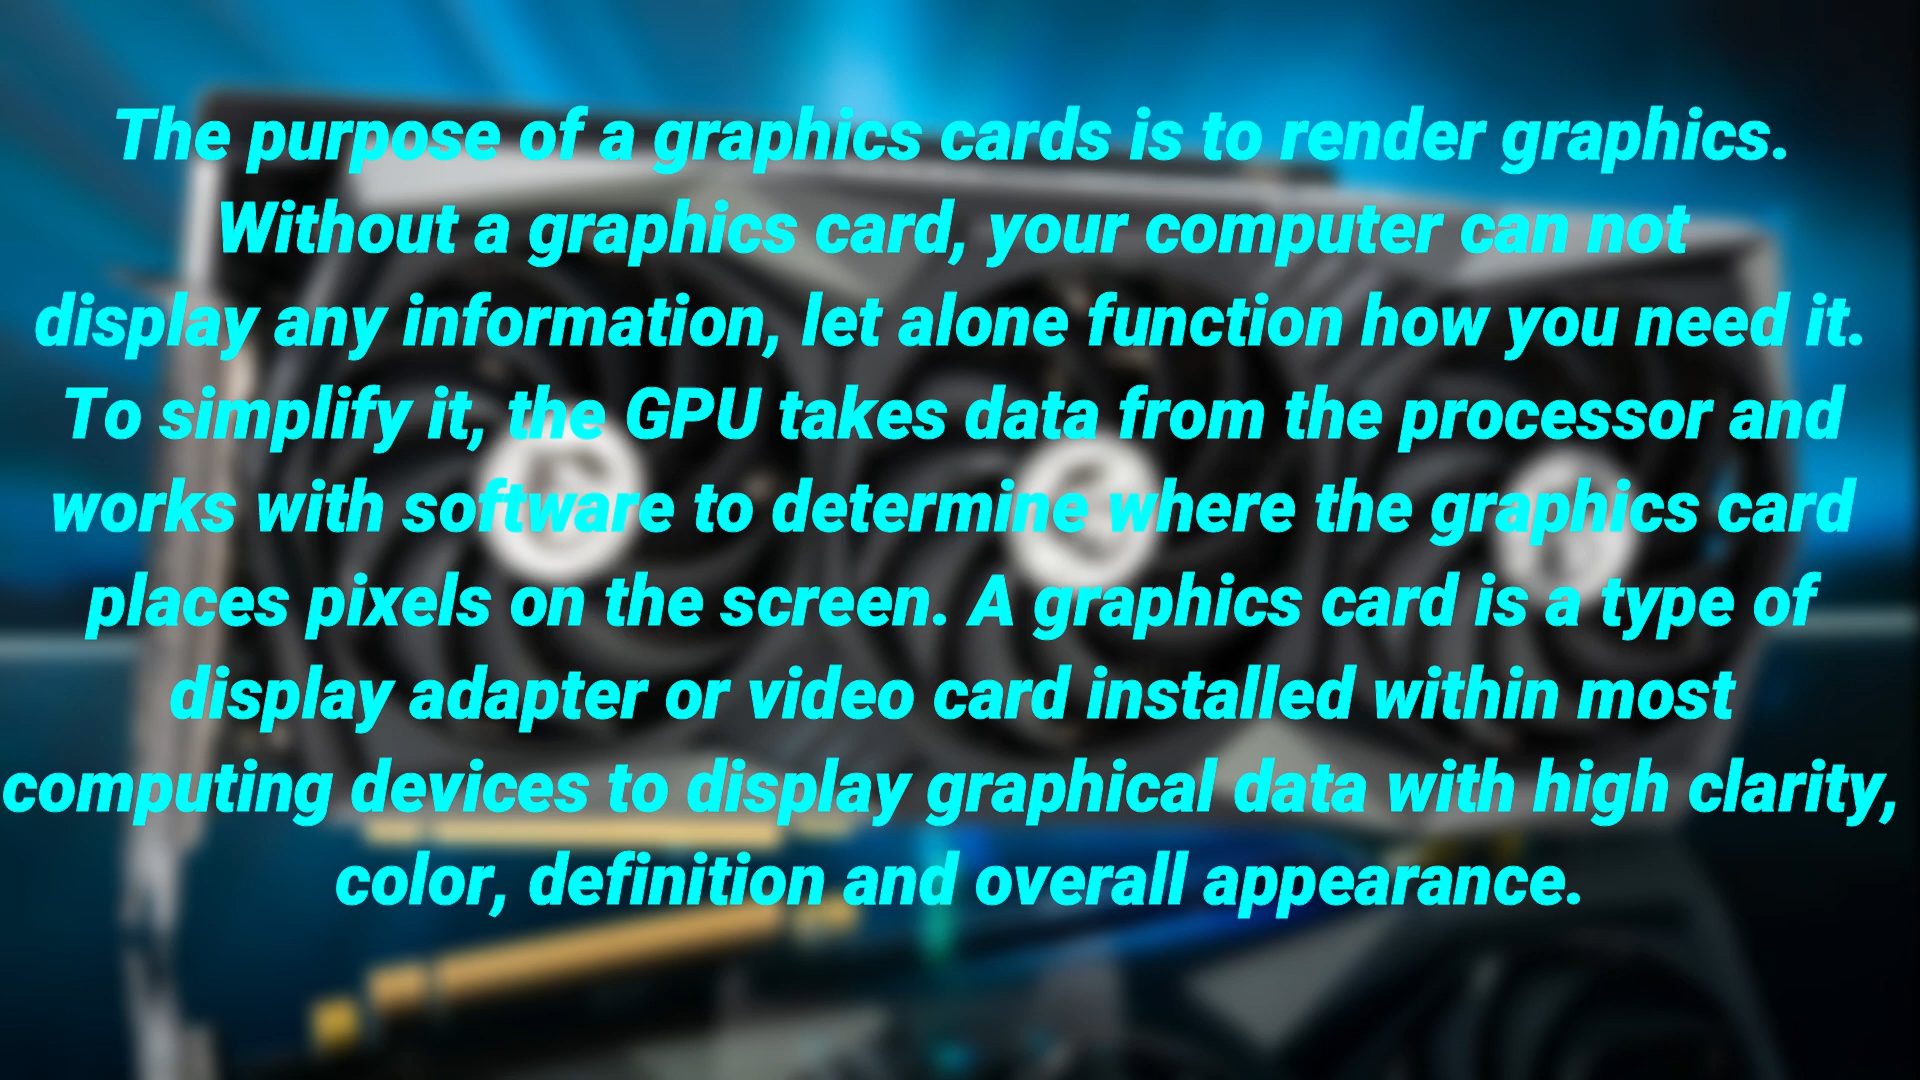 The purpose of a graphics cards is to render graphics.
Without a graphics card, your computer can not
display any information, let alone function how you need it.
To simplify it, the GPU takes data from the processor and
works with software to determine where the graphics card
places pixels on the screen. A graphics card is a type of
display adapter or video card installed within most
computing devices to display graphical data with high clarity,
color, definition and overall appearance.